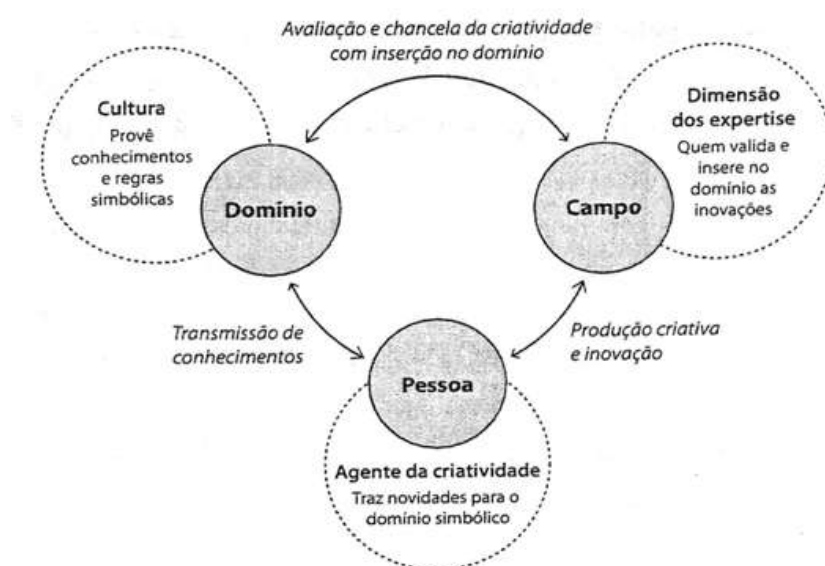 Avaliação e chancela da criatividade
com inserção no domínio
Cultura
Provê
conhecimentos
e regras
simbólicas
Domínio
Dimensão
dos expertise
Quem valida e
insere no
domínio as
inovações
Campo
Transmissão de
conhecimentos
Produção criativa
e inovação
Pessoa
Agente da criatividade
Traz novidades para o
domínio simbólico